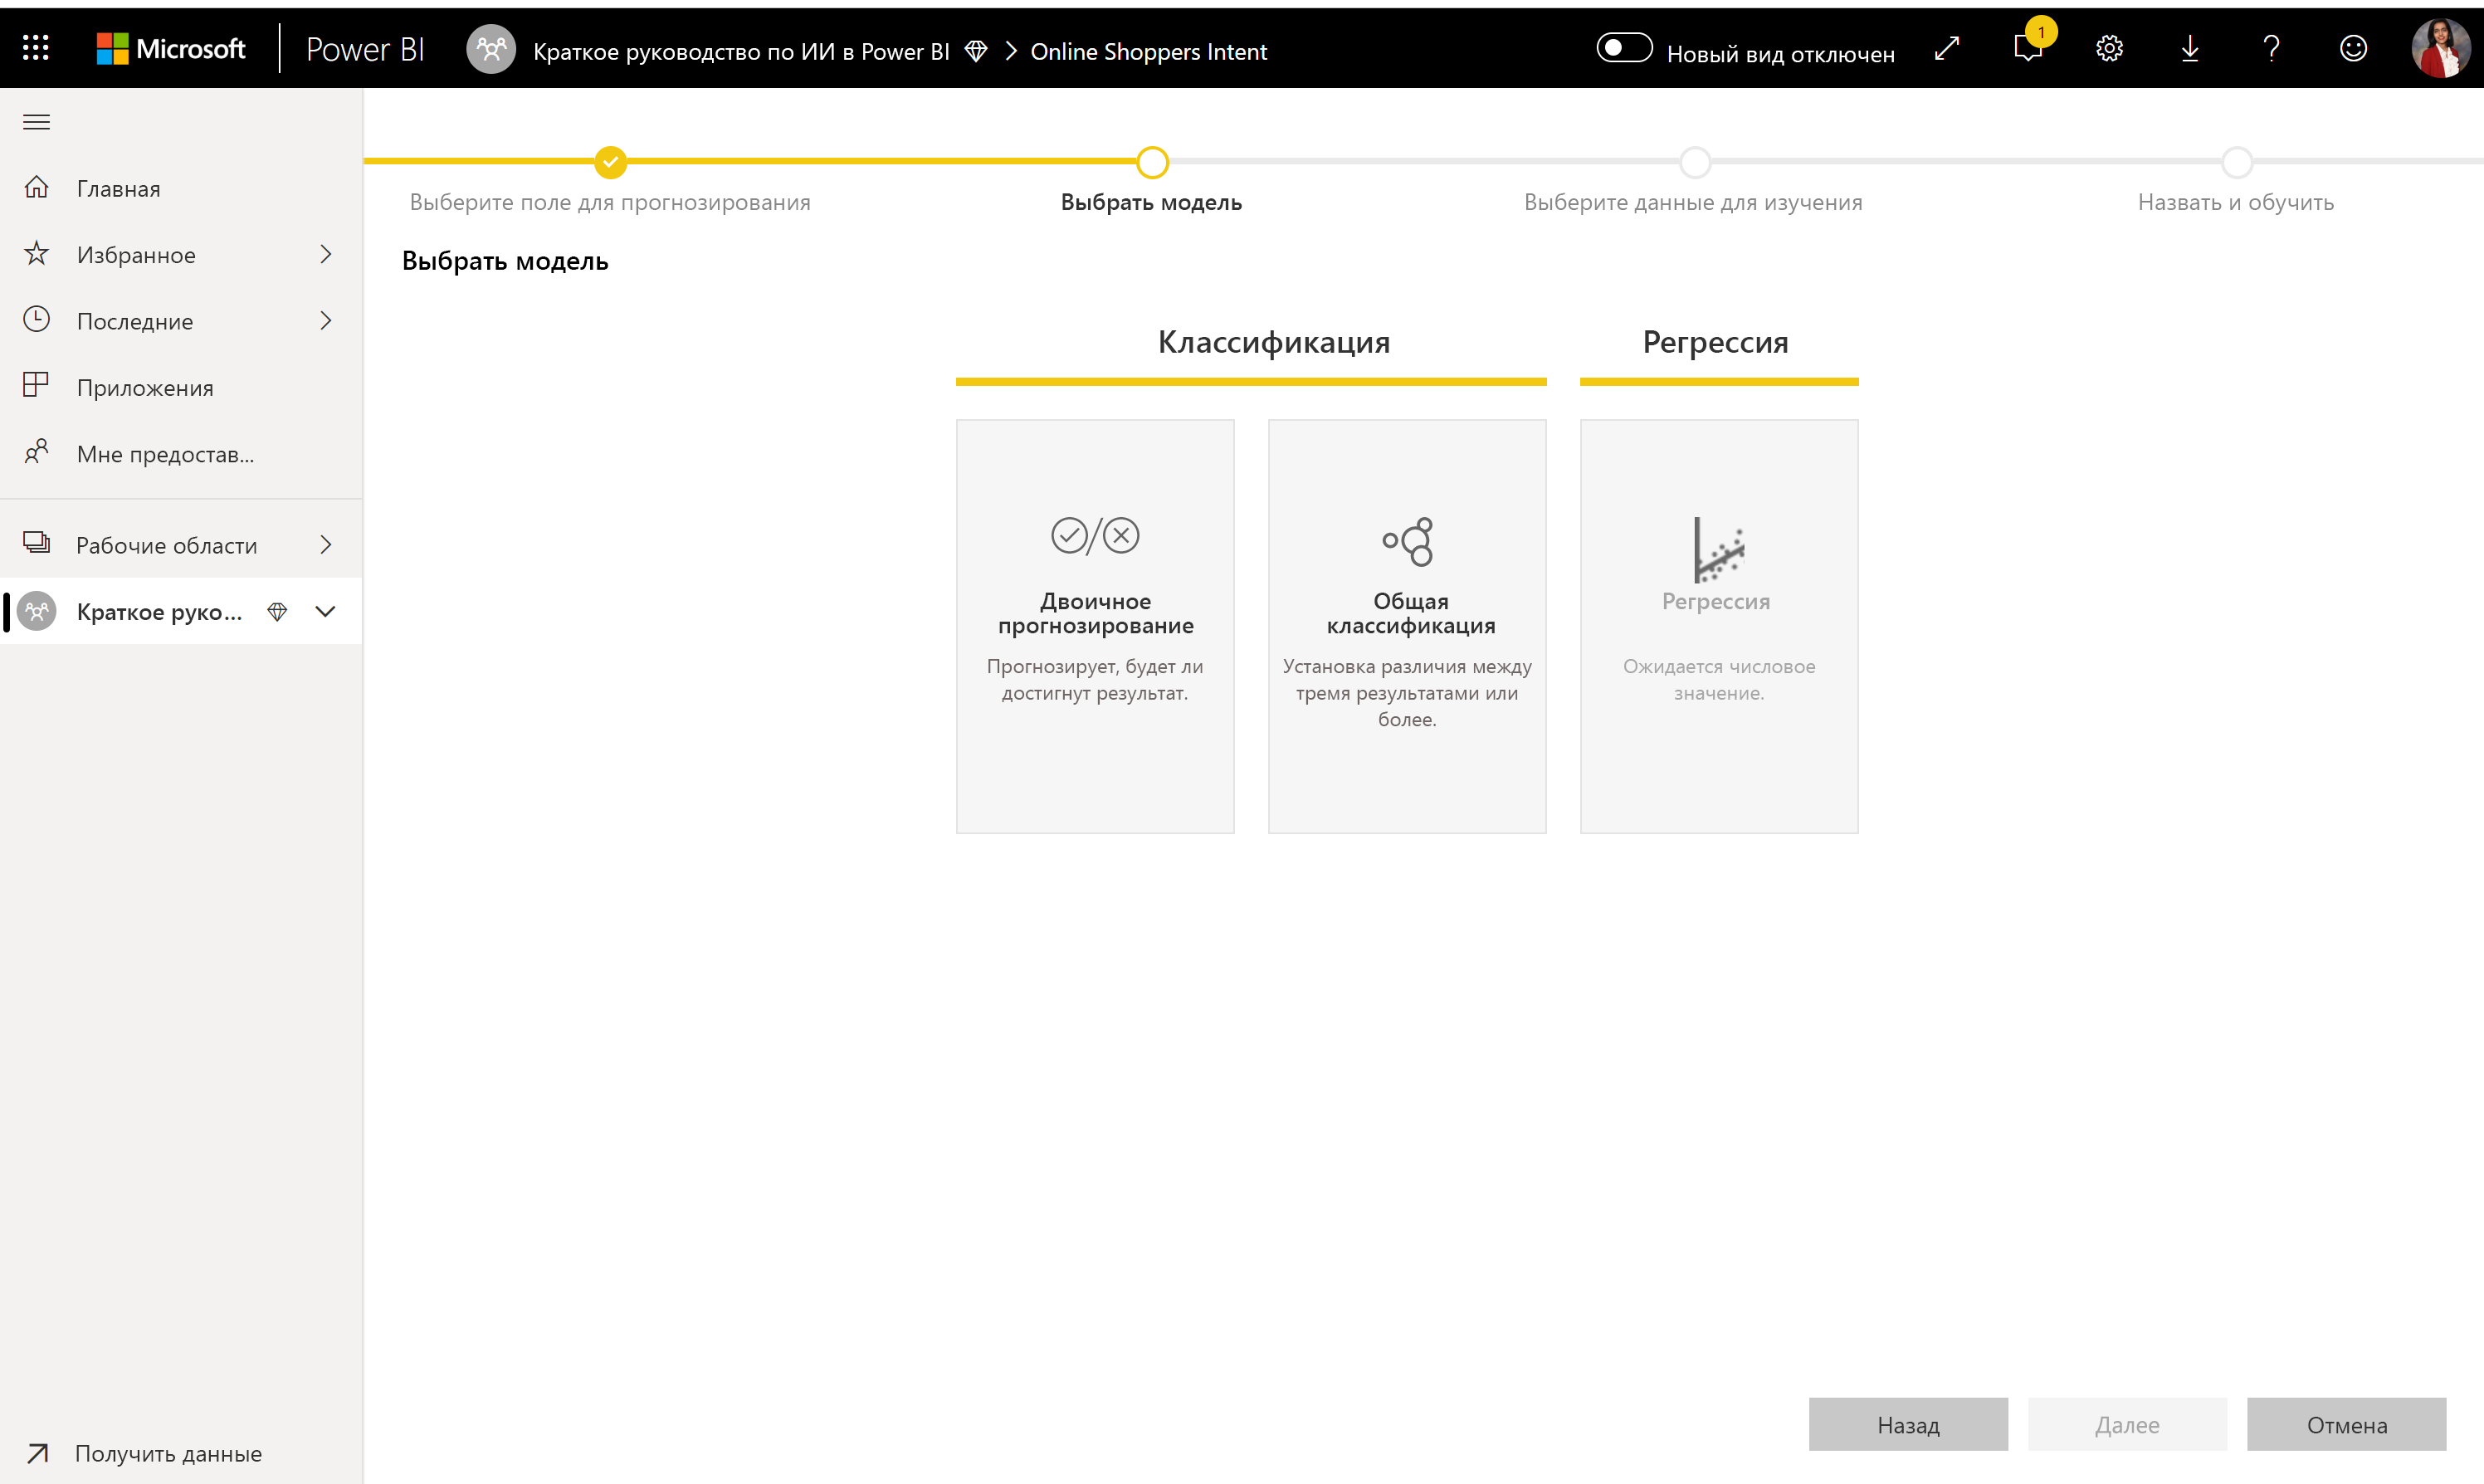 Microsoft Power BI Краткое руководство по ИИ в Power BI Online Shoppers Intent Новый вид отключен 1
Главная
Избранное
Последние
Приложения
Мне предостав...
Рабочие области
Краткое руко...
Получить данные
Выберите поле для прогнозирования Выбрать модель Выберите данные для изучения Назвать и обучить
Выбрать модель
Классификация Регрессия
Двоичное
прогнозирование
Прогнозирует, будет ли
достигнут результат.
Общая
классификация
Установка различия между
тремя результатами или
более.
Регрессия
Ожидается числовое
значение.
Назад Далее Отмена